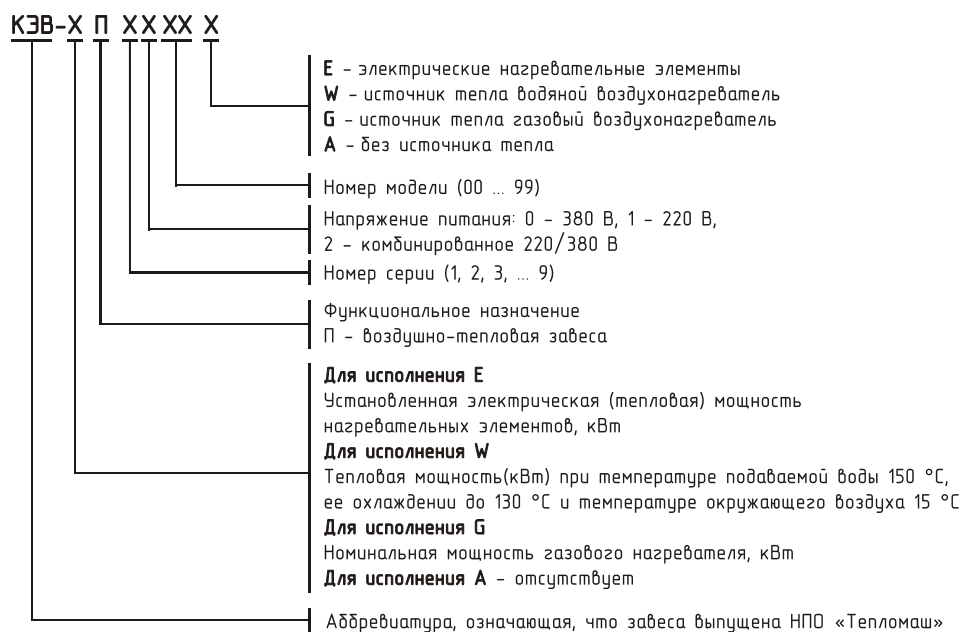 КЭВ-Х П Х Х ХХ Х
E – электрические нагревательные элементы
W – источник тепла водяной воздухонагреватель
G – источник тепла газовый воздухонагреватель
A – без источника тепла
Номер модели (00 ... 99)
Напряжение питания: 0 – 380 В, 1 – 220 В,
2 – комбинированное 220/380 В
Номер серии (1, 2, 3, ... 9)
Функциональное назначение
П – воздушно-тепловая завеса
Для исполнения E
Установленная электрическая (тепловая) мощность
нагревательных элементов, кВт
Для исполнения W
Тепловая мощность(кВт) при температуре подаваемой воды 150 °С,
ее охлаждении до 130 °С и температуре окружающего воздуха 15 °С
Для исполнения G
Номинальная мощность газового нагревателя, кВт
Для исполнения A – отсутствует
Аббревиатура, означающая, что завеса выпущена НПО «Тепломаш»